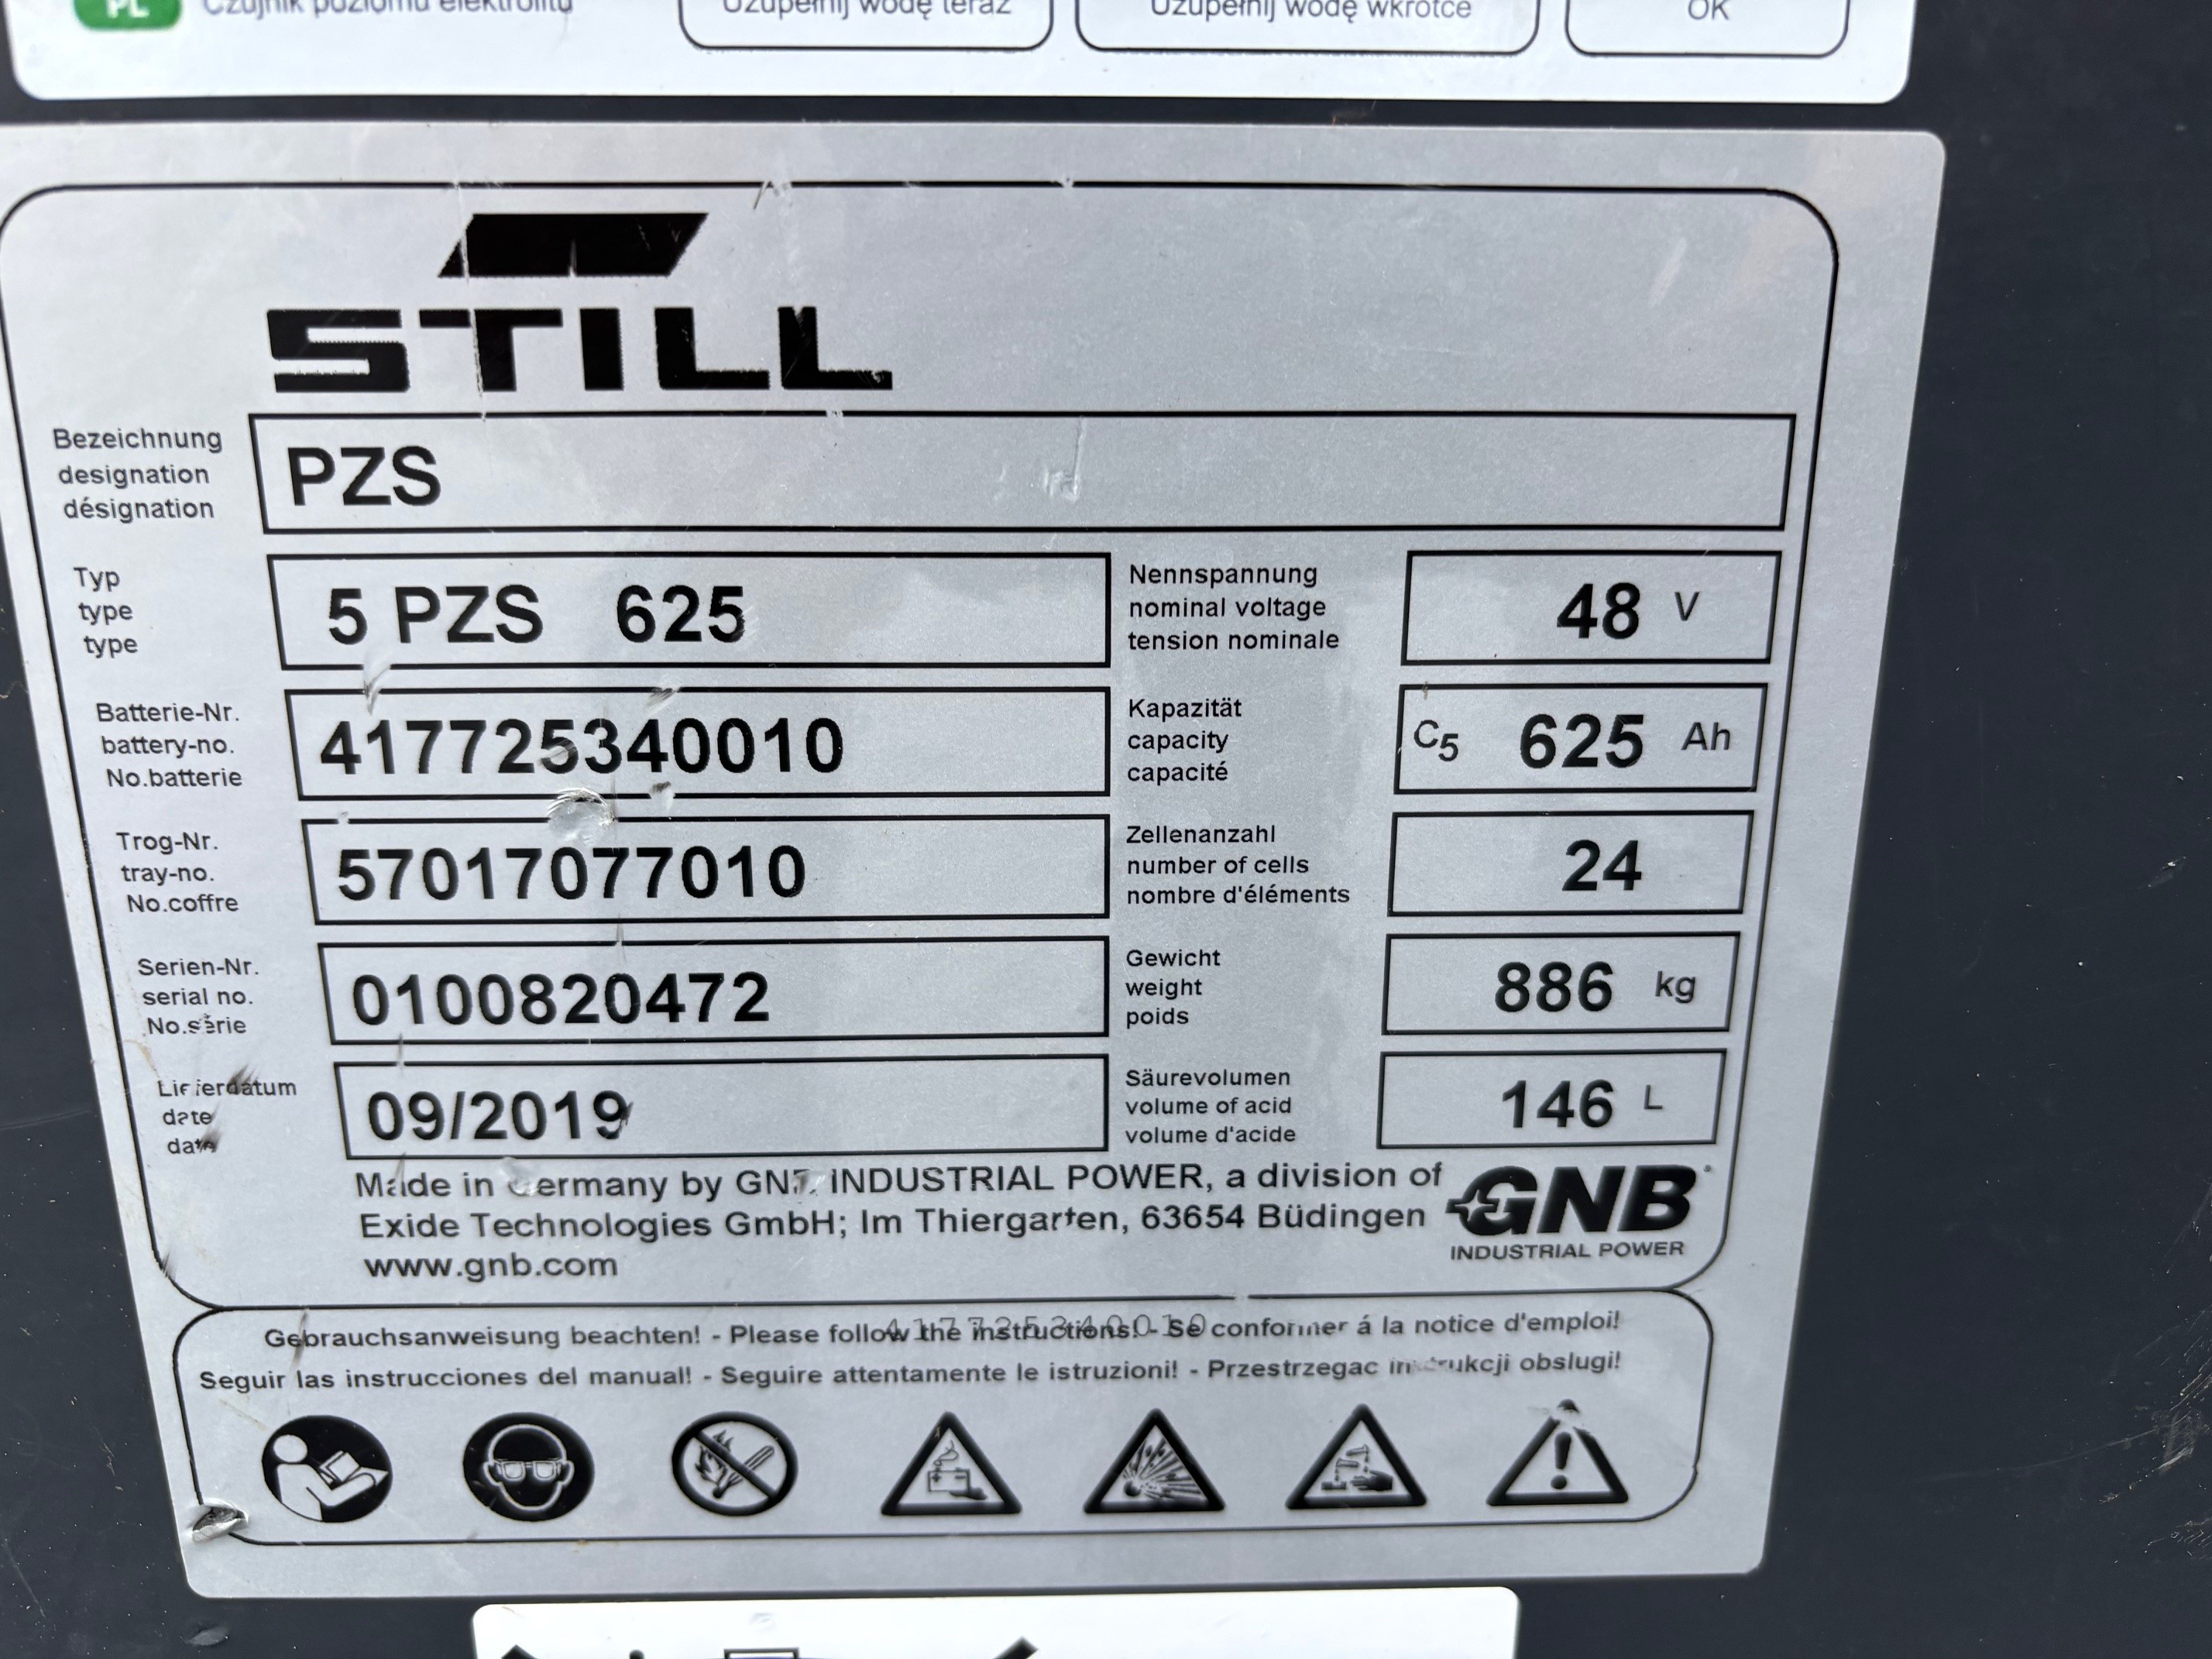 PL Czujnik poziomu elektrolitu Uzupełnij wodę teraz Uzupełnij wodę wkrótce OK
STILL
Bezeichnung
designation
désignation
PZS
Typ
type
type
5 PZS 625
Nennspannung
nominal voltage
tension nominale
48 V
Batterie-Nr.
battery-no.
No.batterie
417725340010
Kapazität
capacity
capacité
C5 625 Ah
Trog-Nr.
tray-no.
No.coffre
57017077010
Zellenanzahl
number of cells
nombre d'éléments
24
Serien-Nr.
serial no.
No.série
0100820472
Gewicht
weight
poids
886 kg
Lieferdatum
date
date
09/2019
Säurevolumen
volume of acid
volume d'acide
146 L
Made in Germany by GNB INDUSTRIAL POWER, a division of
Exide Technologies GmbH; Im Thiergarten, 63654 Büdingen
www.gnb.com
GNB
INDUSTRIAL POWER
417725340010
Gebrauchsanweisung beachten! - Please follow the instructions! - Se conformer á la notice d'emploi!
Seguir las instrucciones del manual! - Seguire attentamente le istruzioni! - Przestrzegac instrukcji obslugi!